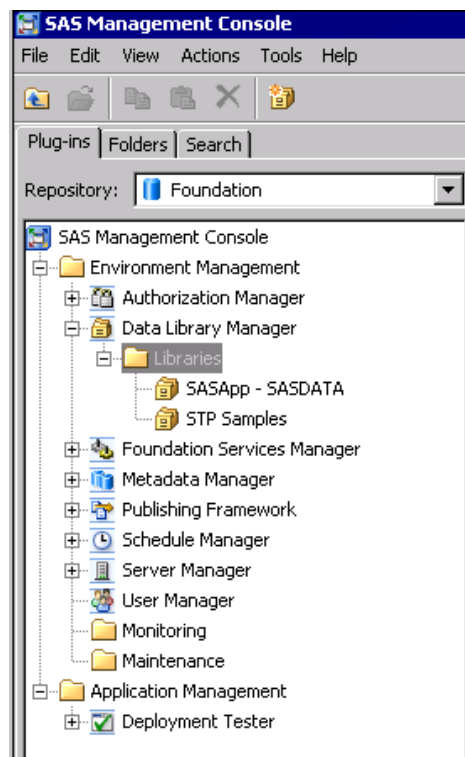 SAS Management Console
File Edit View Actions Tools Help
Plug-ins Folders Search
Repository: Foundation
SAS Management Console
Environment Management
Authorization Manager
Data Library Manager
Libraries
SASApp - SASDATA
STP Samples
Foundation Services Manager
Metadata Manager
Publishing Framework
Schedule Manager
Server Manager
User Manager
Monitoring
Maintenance
Application Management
Deployment Tester